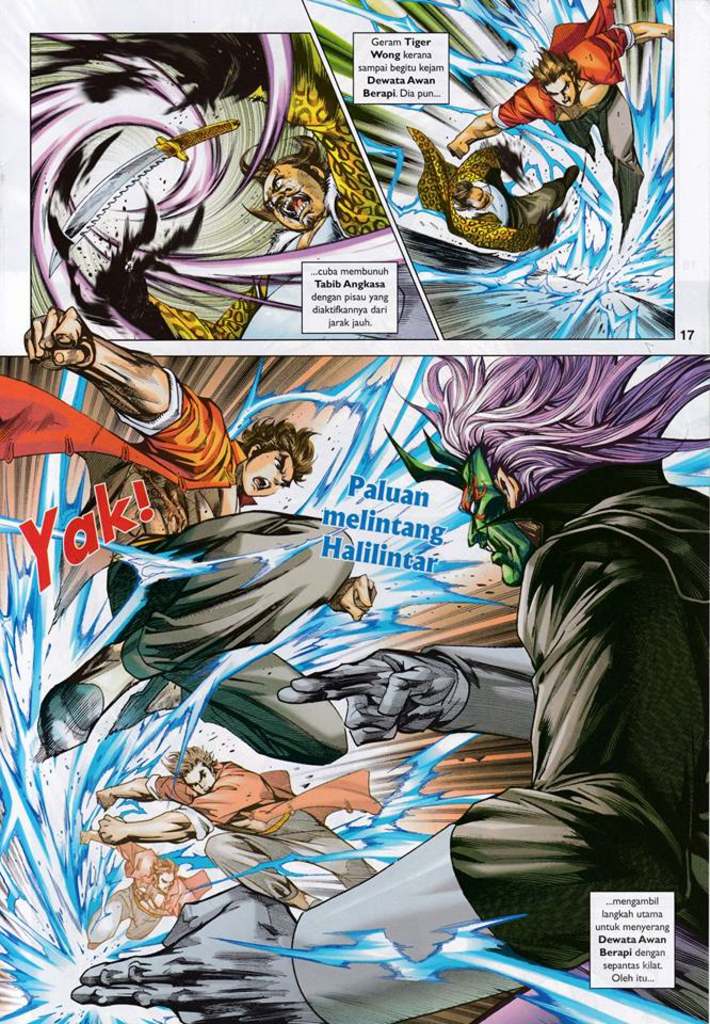 Geram Tiger
Wong kerana
sampai begitu kejam
Dewata Awan
Berapi. Dia pun...
...cuba membunuh
Tabib Angkasa
dengan pisau yang
diaktifkannya dari
jarak jauh.
17
Yak!
Paluan
melintang
Halilintar
...mengambil
langkah utama
untuk menyerang
Dewata Awan
Berapi dengan
sepantas kilat.
Oleh itu...